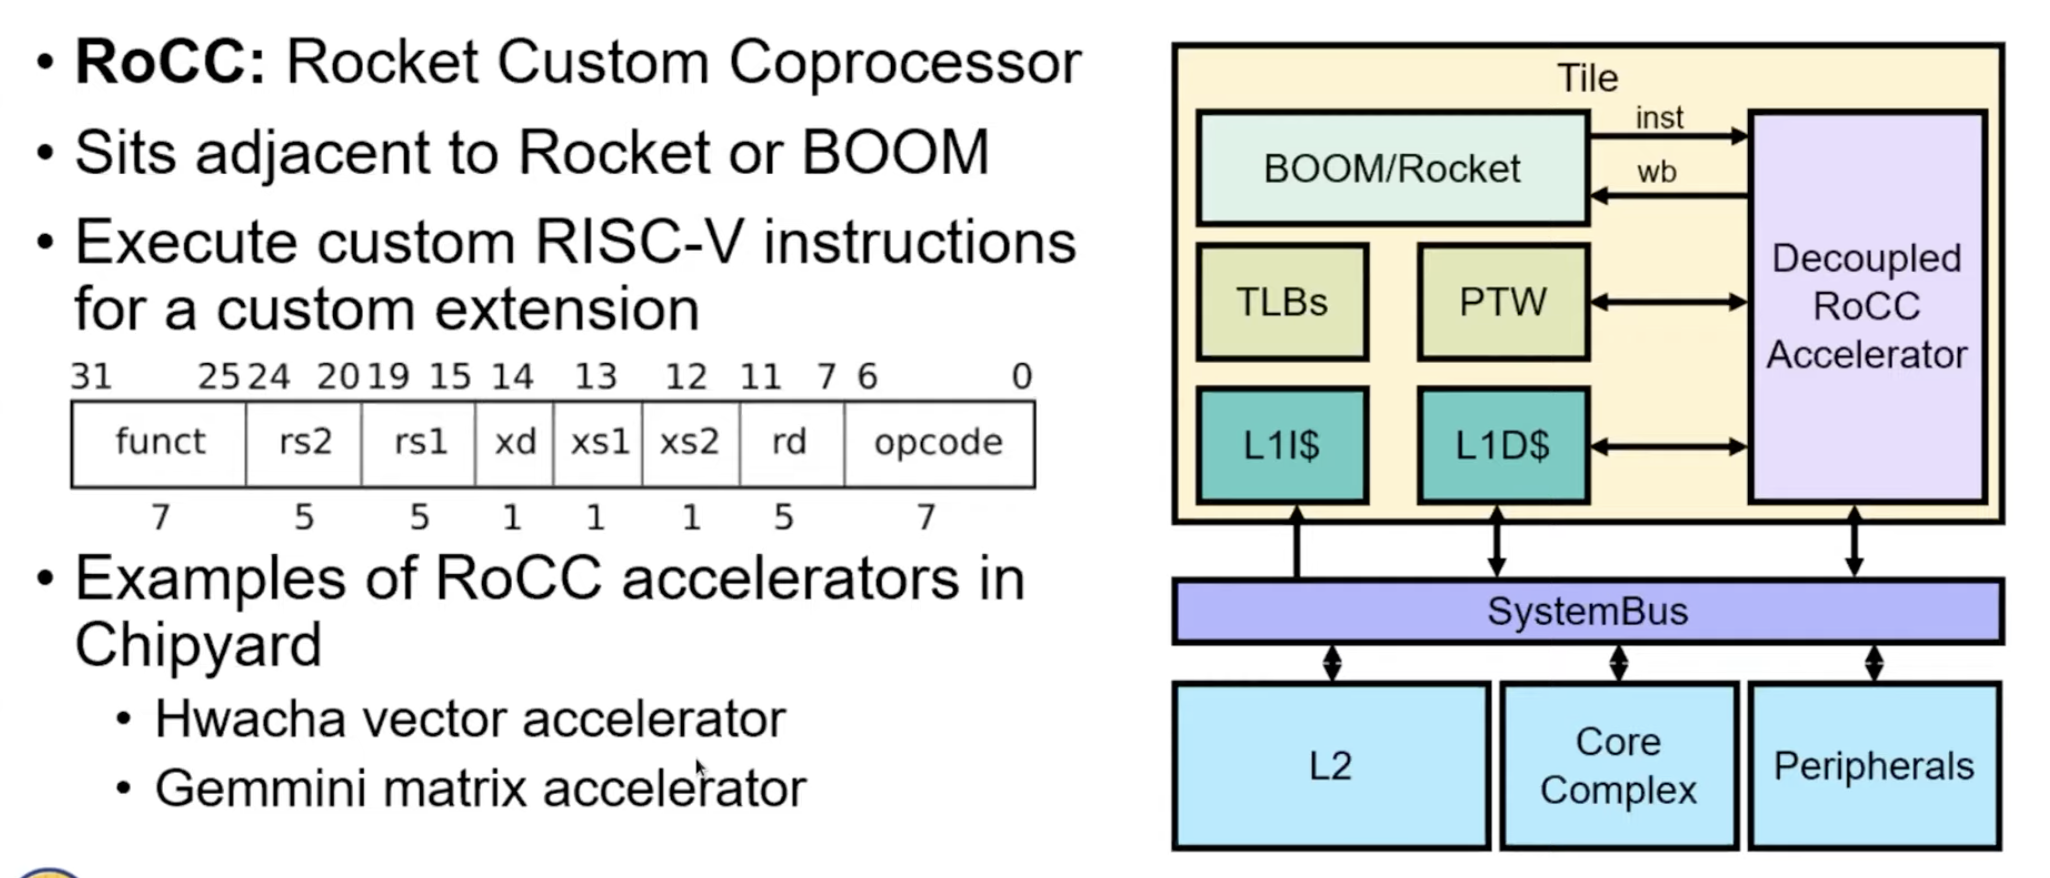 • RoCC: Rocket Custom Coprocessor
• Sits adjacent to Rocket or BOOM
• Execute custom RISC-V instructions
for a custom extension
31 25 24 20 19 15 14 13 12 11 7 6 0
funct rs2 rs1 xd xs1 xs2 rd opcode
7 5 5 1 1 1 5 7
• Examples of RoCC accelerators in
Chipyard
• Hwacha vector accelerator
• Gemmini matrix accelerator
Tile
BOOM/Rocket
inst
wb
TLBs
PTW
L1I$
L1D$
Decoupled
RoCC
Accelerator
SystemBus
L2
Core
Complex
Peripherals